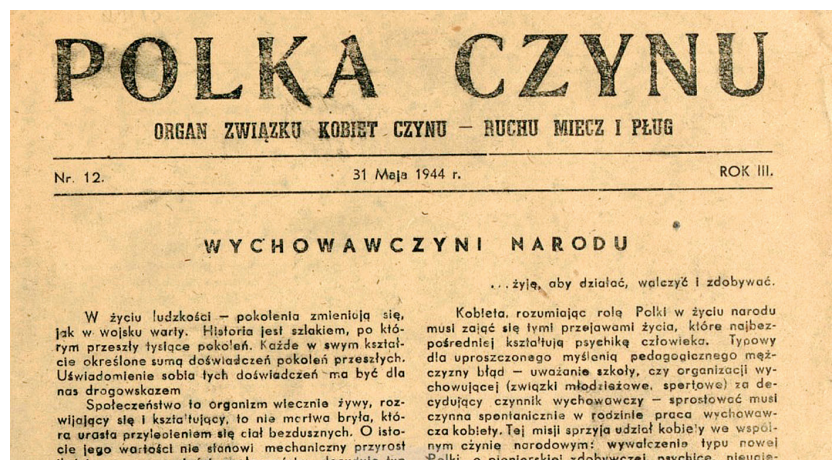 POLKA CZYNU
ORGAN ZWIĄZKU KOBIET CZYNU — RUCHU MIECZ I PŁUG
Nr. 12.
31 Maja 1944 r.
ROK III.
WYCHOWAWCZYNI NARODU
...żyję, aby działać, walczyć i zdobywać.
W życiu ludzkości — pokolenia zmieniają się,
jak w wojsku warty. Historia jest szlakiem, po któ-
rym przeszły tysiące pokoleń. Każde w swym kształ-
cie określone sumą doświadczeń pokoleń przeszłych.
Uświadomienie sobie tych doświadczeń ma być dla
nas drogowskazem
Społeczeństwo to organizm wiecznie żywy, roz-
wijający się i kształtujący, to nie martwa bryła, któ-
ra urasta przylepieniem się ciał bezdusznych. O isto-
cie jego wartości nie stanowi mechaniczny przyrost
Kobieta, rozumiejąc rolę Polki w życiu narodu
musi zająć się tymi przejawami życia, które najbez-
pośredniej kształtują psychikę człowieka. Typowy
dla uproszczonego myślenia pedagogicznego męż-
czyzny błąd — uważanie szkoły, czy organizacji wy-
chowującej (związki młodzieżowe, sportowe) za de-
cydujący czynnik wychowawczy — sprostować musi
czynna spontanicznie w rodzinie praca wychowaw-
cza kobiety. Tej misji sprzyja udział kobiety we wspól-
nym czynie narodowym: wywalczenie typu nowej
Polki, o pionierskiej zdobywczej psychice,